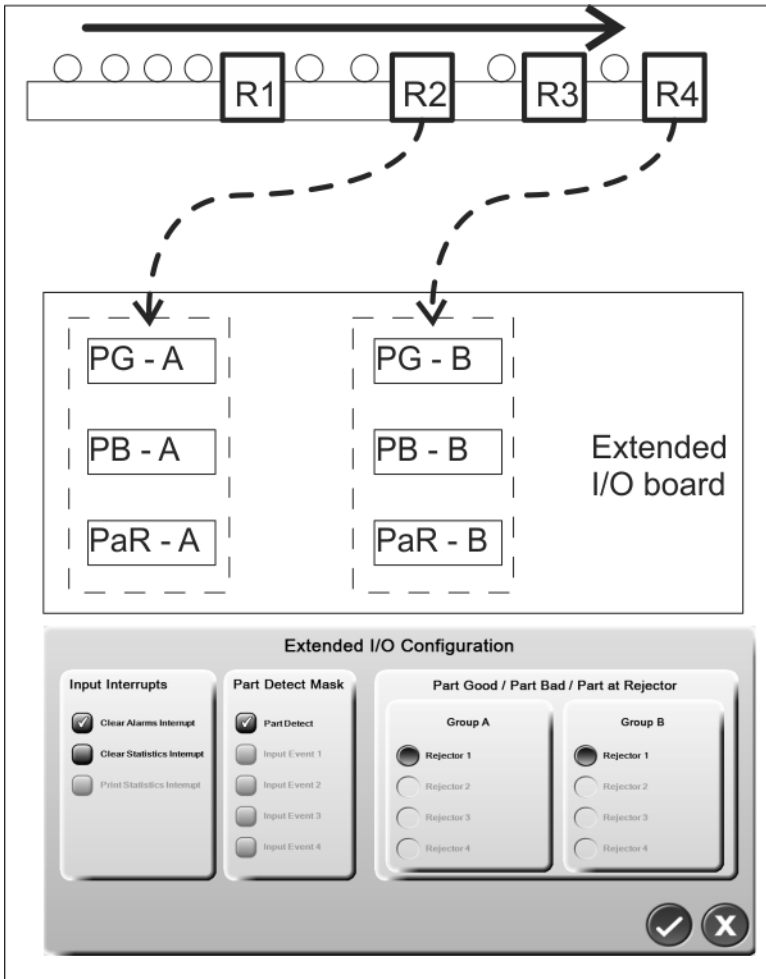 R1 R2 R3 R4
PG - A PG - B
PB - A PB - B
PaR - A PaR - B
Extended
I/O board
Extended I/O Configuration
Input Interrupts
Clear Alarms Interrupt
Clear Statistics Interrupt
Print Statistics Interrupt
Part Detect Mask
Part Detect
Input Event 1
Input Event 2
Input Event 3
Input Event 4
Part Good / Part Bad / Part at Rejector
Group A
Rejector 1
Rejector 2
Rejector 3
Rejector 4
Group B
Rejector 1
Rejector 2
Rejector 3
Rejector 4